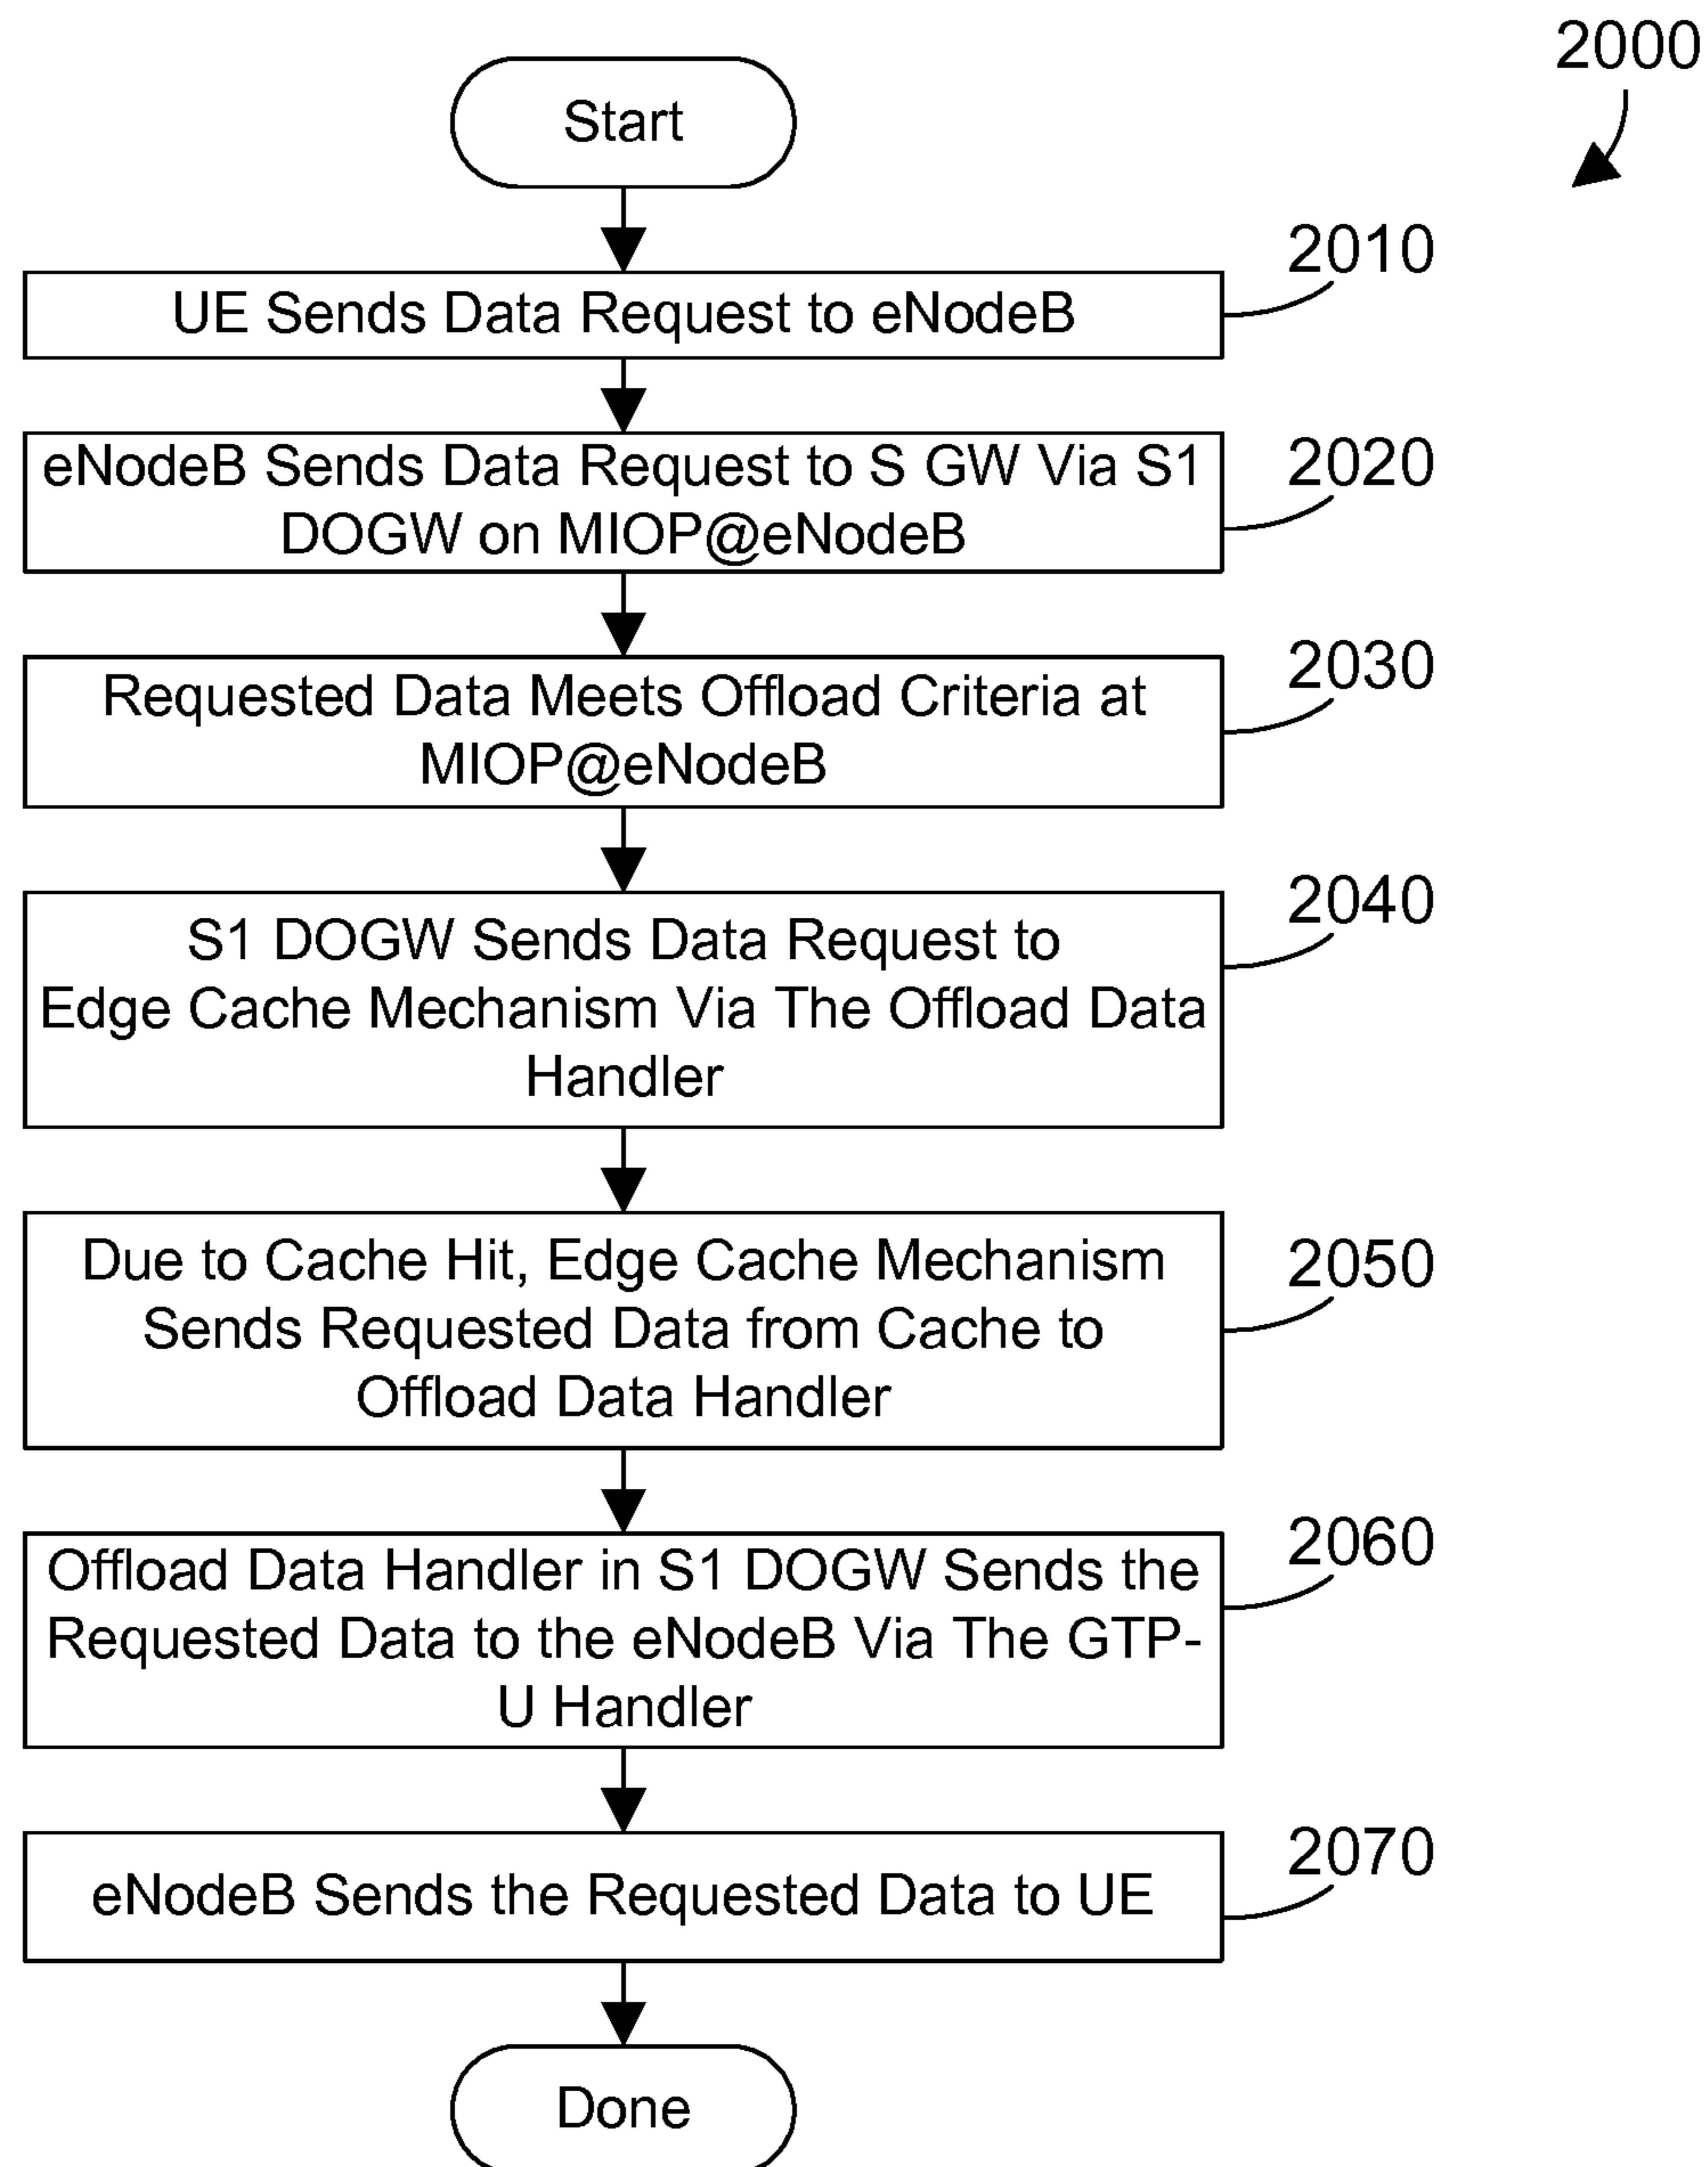 2000
Start
2010
UE Sends Data Request to eNodeB
2020
eNodeB Sends Data Request to S GW Via S1
DOGW on MIOP@eNodeB
2030
Requested Data Meets Offload Criteria at
MIOP@eNodeB
2040
S1 DOGW Sends Data Request to
Edge Cache Mechanism Via The Offload Data
Handler
2050
Due to Cache Hit, Edge Cache Mechanism
Sends Requested Data from Cache to
Offload Data Handler
2060
Offload Data Handler in S1 DOGW Sends the
Requested Data to the eNodeB Via The GTP-
U Handler
2070
eNodeB Sends the Requested Data to UE
Done